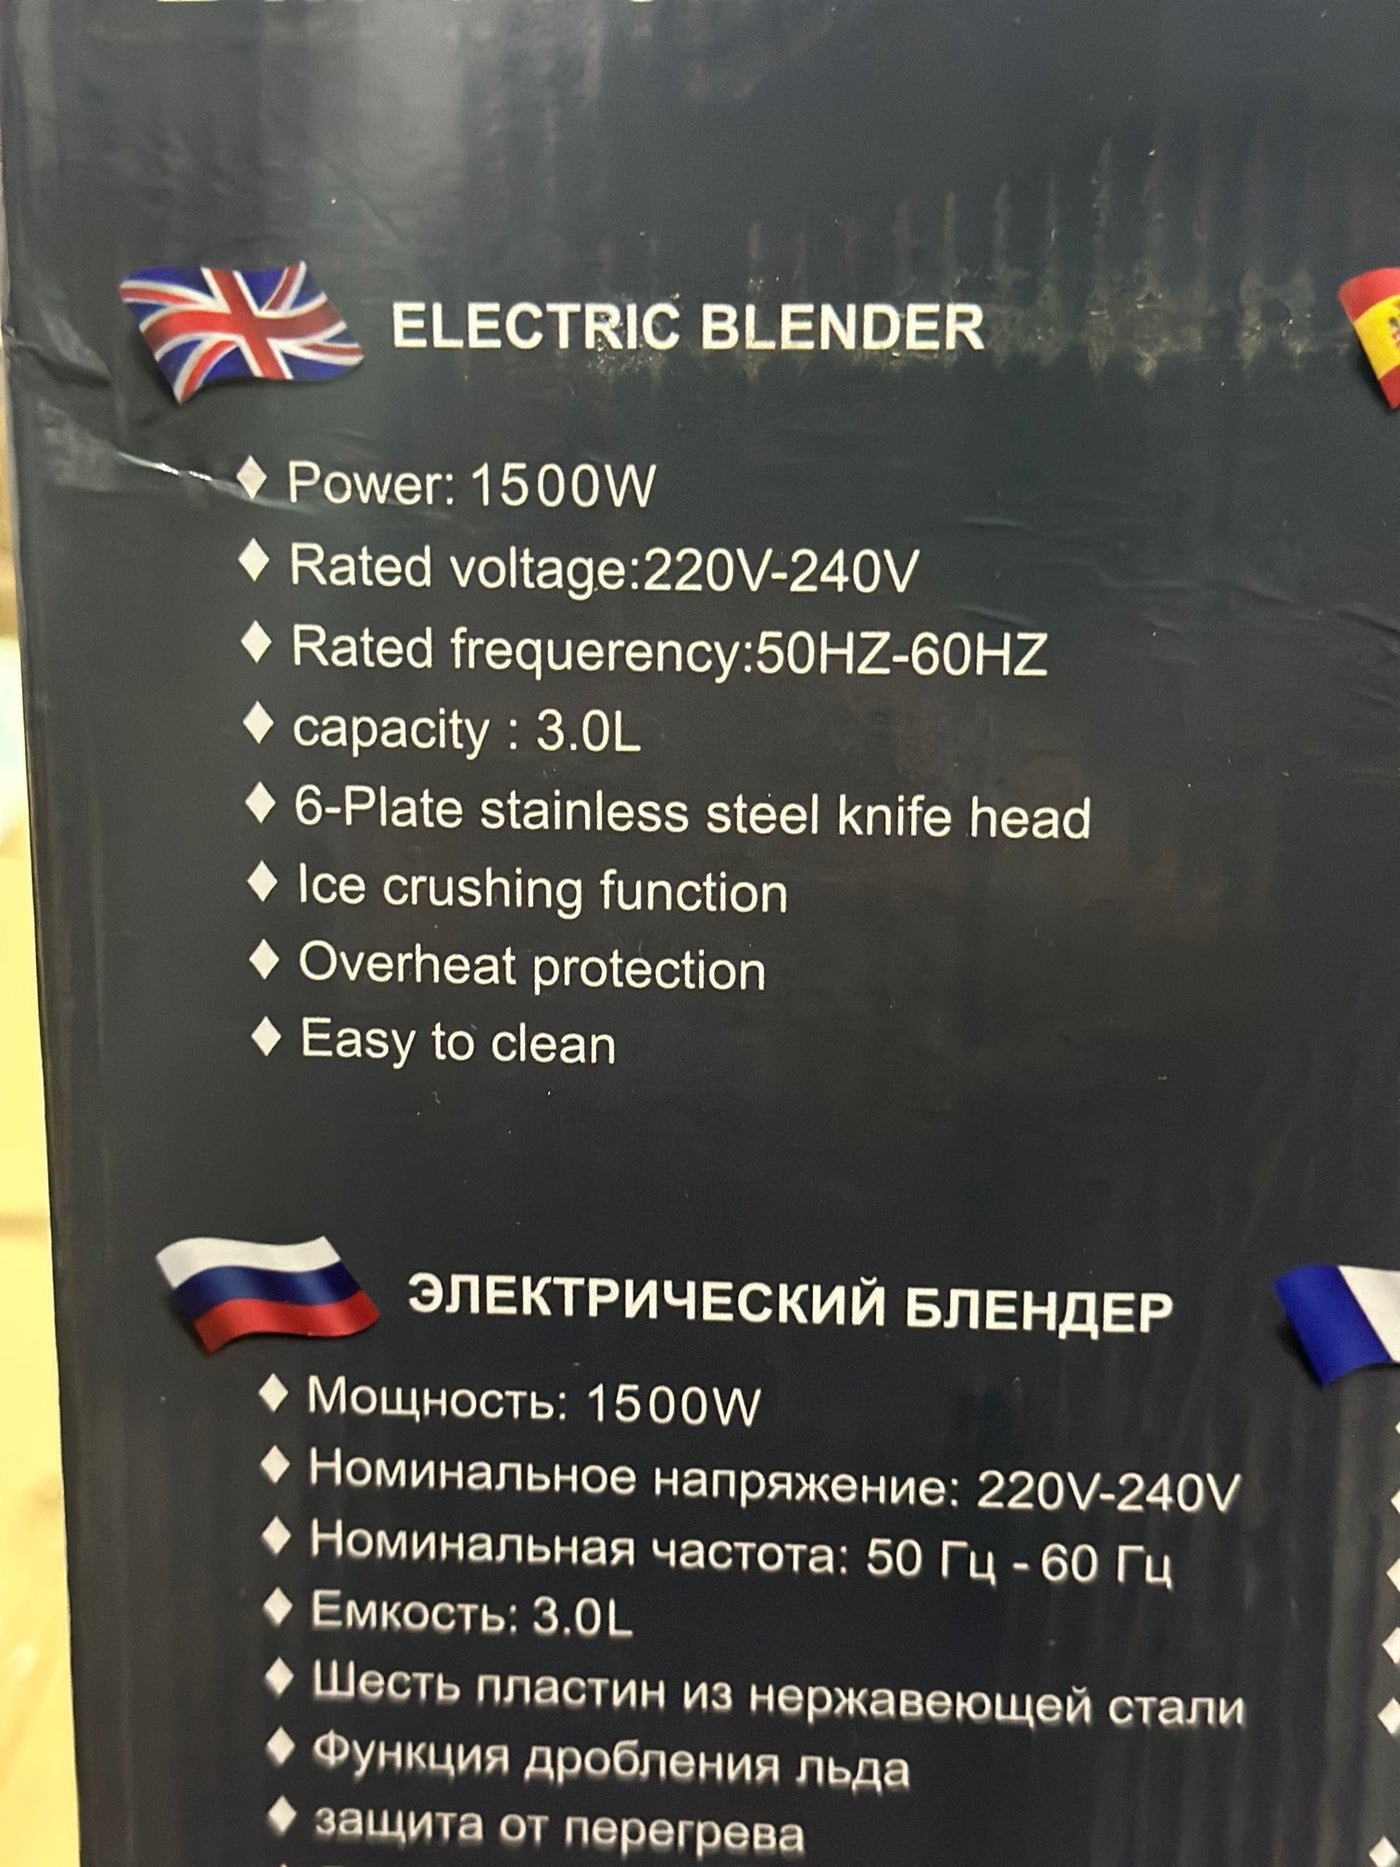 ELECTRIC BLENDER
♦ Power: 1500W
♦ Rated voltage:220V-240V
♦ Rated frequerency:50HZ-60HZ
♦ capacity : 3.0L
♦ 6-Plate stainless steel knife head
♦ Ice crushing function
♦ Overheat protection
♦ Easy to clean
ЭЛЕКТРИЧЕСКИЙ БЛЕНДЕР
♦ Мощность: 1500W
♦ Номинальное напряжение: 220V-240V
♦ Номинальная частота: 50 Гц - 60 Гц
♦ Емкость: 3.0L
♦ Шесть пластин из нержавеющей стали
♦ Функция дробления льда
♦ защита от перегрева